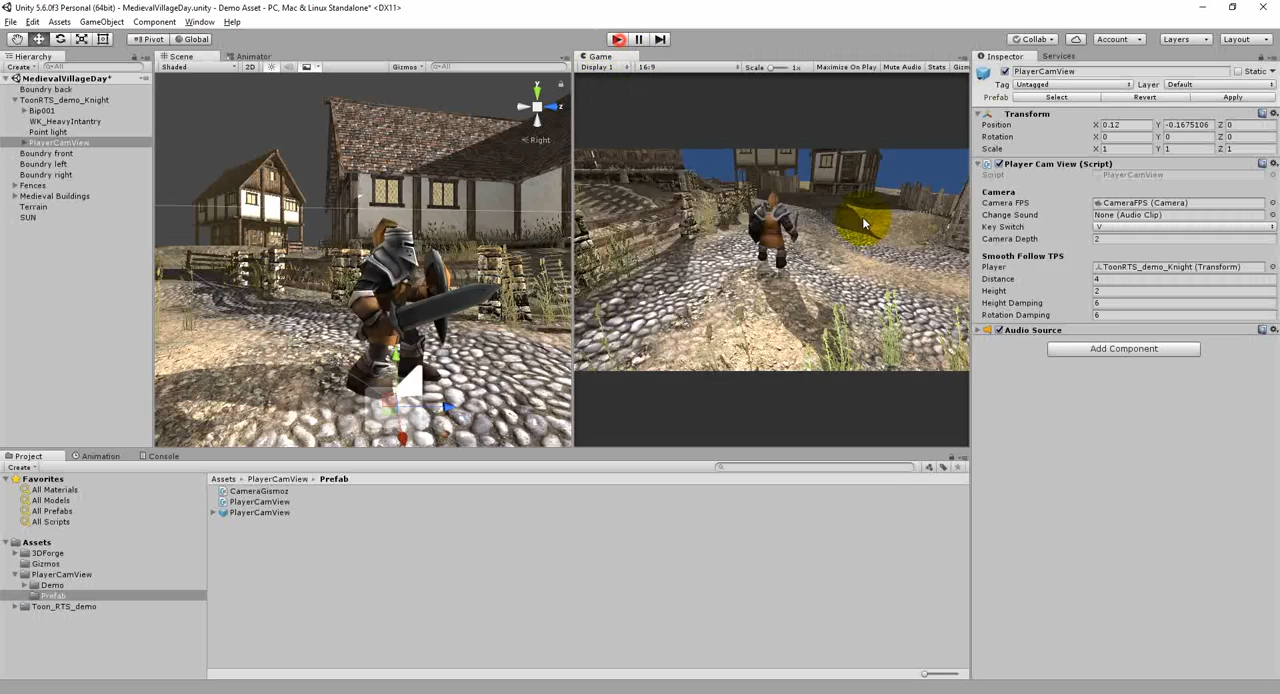 Unity 5.6.0f3 Personal (64bit) - MedievalVillageDay.unity - Demo Asset - PC, Mac & Linux Standalone* <DX11>
File Edit Assets GameObject Component Window Help
Pivot Global Collab Account Layers Layout
Hierarchy
Create All
MedievalVillageDay*
Boundry back
ToonRTS_demo_Knight
Bip001
WK_HeavyIntantry
Point light
PlayerCamView
Boundry front
Boundry left
Boundry right
Fences
Medieval Buildings
Terrain
SUN
Scene Animator
Shaded 2D Gizmos All
y
z
Right
Game
Display 1 16:9 Scale 1x Maximize On Play Mute Audio Stats Gizm
Inspector Services
PlayerCamView Static
Tag Untagged Layer Default
Prefab Select Revert Apply
Transform
Position X 0.12 Y -0.1675106 Z 0
Rotation X 0 Y 0 Z 0
Scale X 1 Y 1 Z 1
Player Cam View (Script)
Script PlayerCamView
Camera
Camera FPS CameraFPS (Camera)
Change Sound None (Audio Clip)
Key Switch V
Camera Depth 2
Smooth Follow TPS
Player ToonRTS_demo_Knight (Transform)
Distance 4
Height 2
Height Damping 6
Rotation Damping 6
Audio Source
Add Component
Project Animation Console
Create
Favorites
All Materials
All Models
All Prefabs
All Scripts
Assets
3DForge
Gizmos
PlayerCamView
Demo
Prefab
Toon_RTS_demo
Assets PlayerCamView Prefab
CameraGismoz
PlayerCamView
PlayerCamView